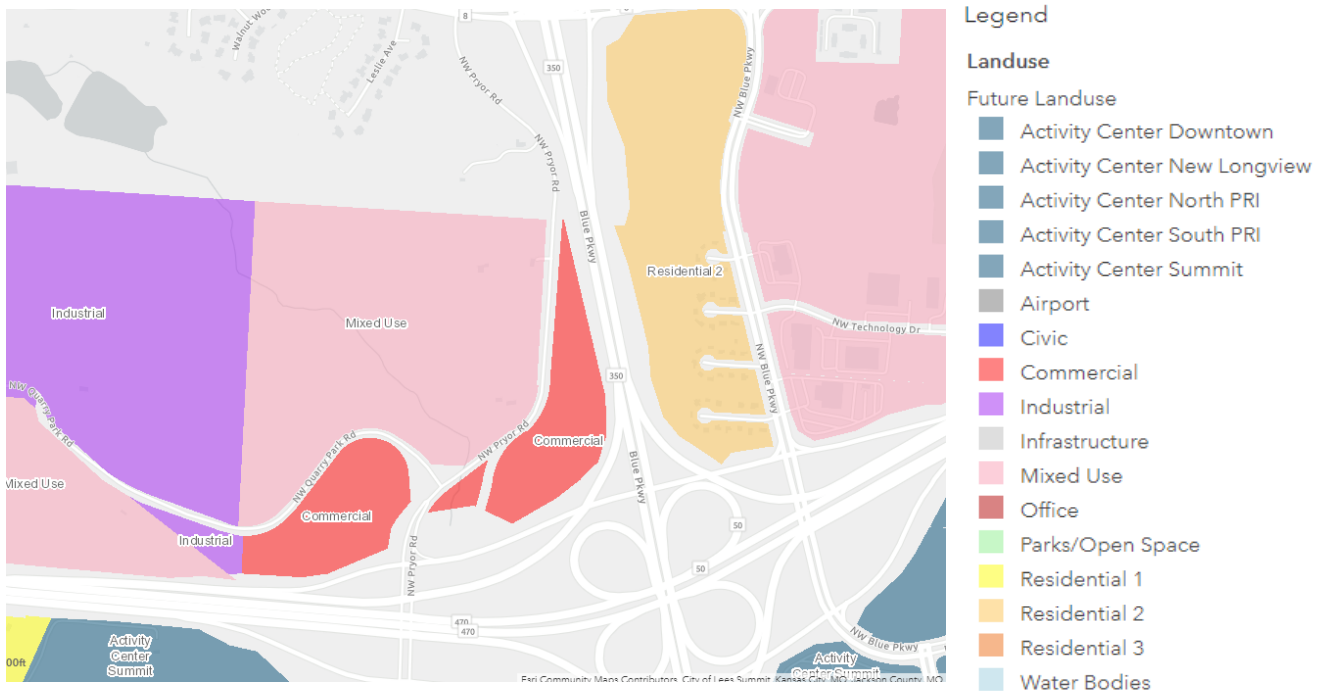 Legend
Landuse
Future Landuse
Activity Center Downtown
Activity Center New Longview
Activity Center North PRI
Activity Center South PRI
Activity Center Summit
Airport
Civic
Commercial
Industrial
Infrastructure
Mixed Use
Office
Parks/Open Space
Residential 1
Residential 2
Residential 3
Water Bodies
8
Leslie Ave
350
NW Pryor Rd
NW Blue Pkwy
NW Pryor Rd
Blue Pkwy
Residential 2
Industrial
Mixed Use
NW Technology Dr
350
NW Blue Pkwy
NW Quarry Park Rd
NW Pryor Rd
Commercial
NW Quarry Park Rd
Blue Pkwy
Mixed Use
Commercial
50
Industrial
NW Pryor Rd
50
470
470
Activity
Center
Summit
00ft
NW Blue Pkwy
Activity
Center Summit
Esri Community Maps Contributors, City of Lees Summit, Kansas City, MO, Jackson County, MO,